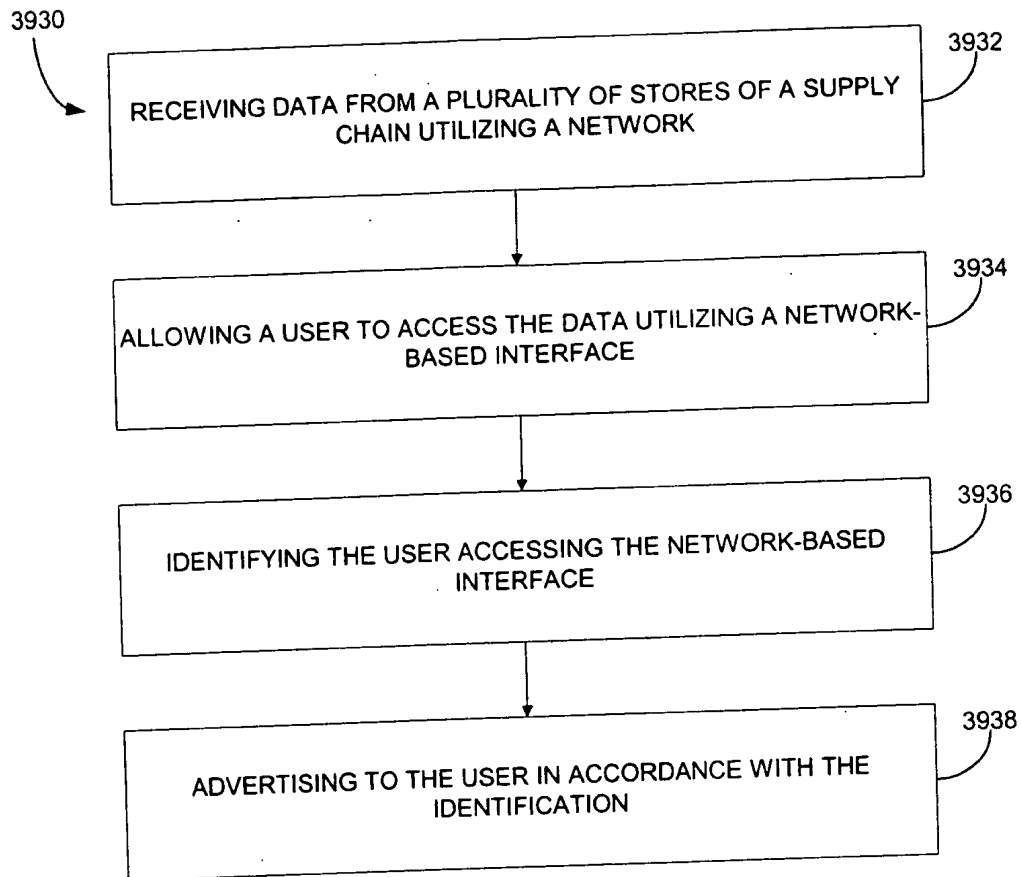 3930
3932
RECEIVING DATA FROM A PLURALITY OF STORES OF A SUPPLY
CHAIN UTILIZING A NETWORK
3934
ALLOWING A USER TO ACCESS THE DATA UTILIZING A NETWORK-
BASED INTERFACE
3936
IDENTIFYING THE USER ACCESSING THE NETWORK-BASED
INTERFACE
3938
ADVERTISING TO THE USER IN ACCORDANCE WITH THE
IDENTIFICATION